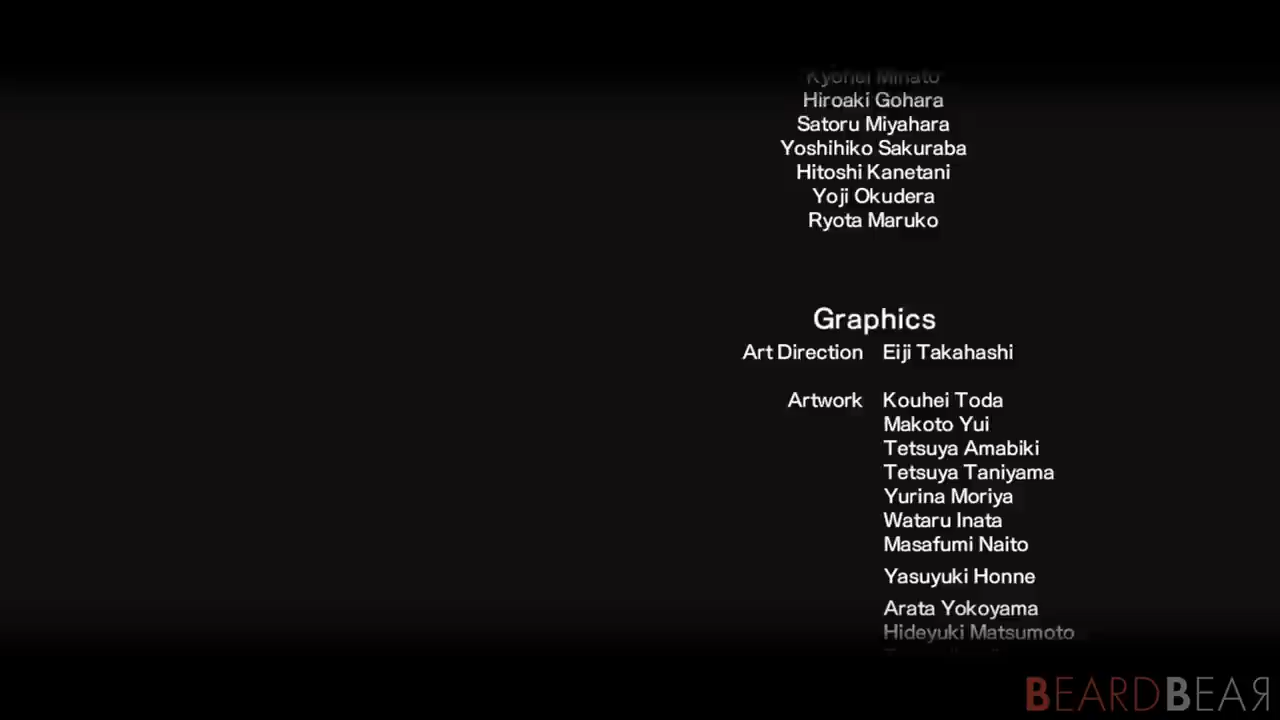 Kyohei Minato
Hiroaki Gohara
Satoru Miyahara
Yoshihiko Sakuraba
Hitoshi Kanetani
Yoji Okudera
Ryota Maruko
Graphics
Art Direction Eiji Takahashi
Artwork Kouhei Toda
Makoto Yui
Tetsuya Amabiki
Tetsuya Taniyama
Yurina Moriya
Wataru Inata
Masafumi Naito
Yasuyuki Honne
Arata Yokoyama
Hideyuki Matsumoto
BEARDBEAR